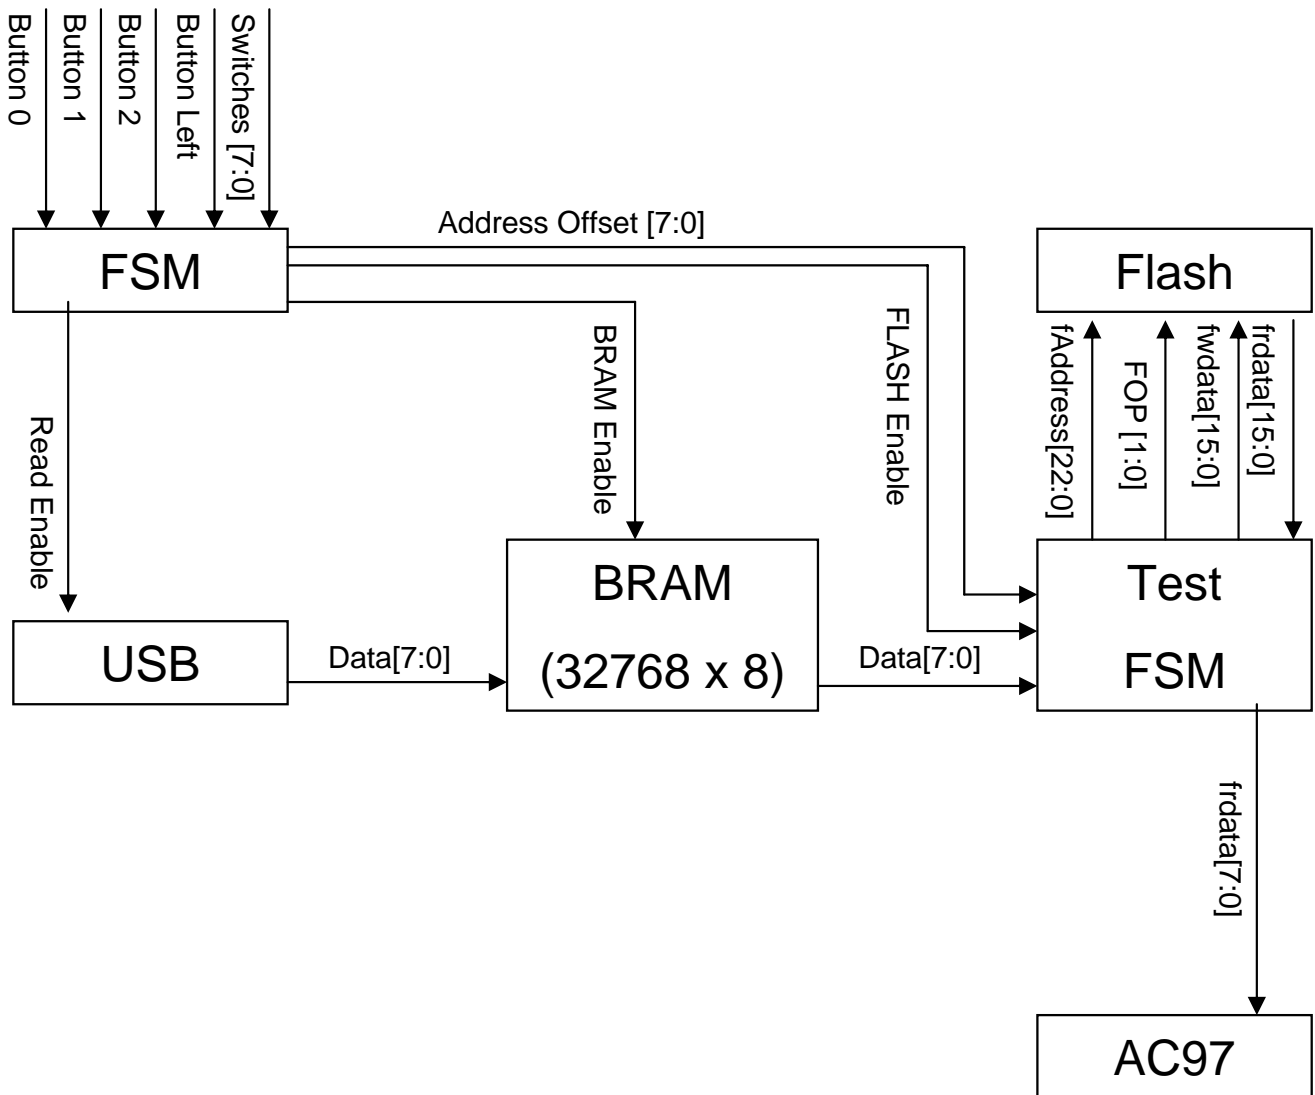 Button 0
Button 1
Button 2
Button Left
Switches [7:0]
FSM
Address Offset [7:0]
Flash
BRAM Enable
FLASH Enable
fAddress[22:0]
FOP [1:0]
fwdata[15:0]
frdata[15:0]
Read Enable
BRAM
(32768 x 8)
Test
FSM
USB
Data[7:0]
Data[7:0]
frdata[7:0]
AC97